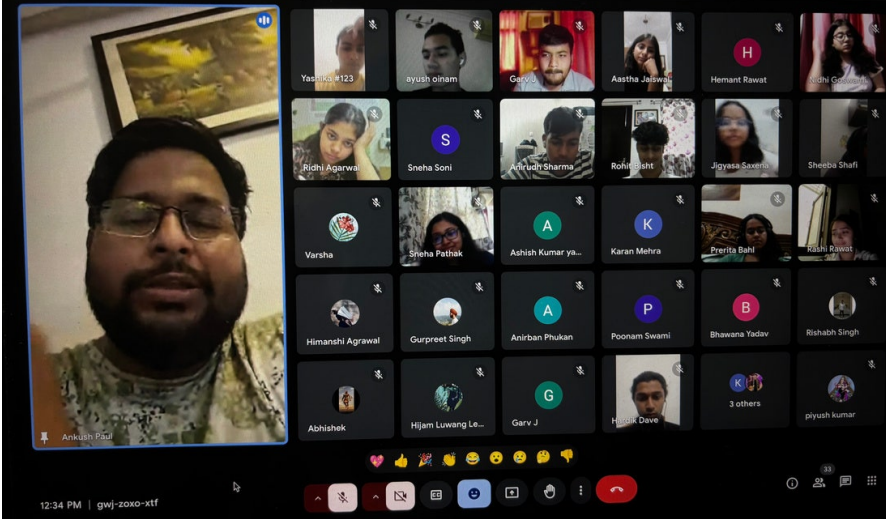 Ankush Paul
Yashika #123
ayush oinam
Garv J
Aastha Jaiswal
H
Hemant Rawat
Ridhi Agarwal
S
Sneha Soni
Anirudh Sharma
Rohit Bisht
Jigyasa Saxena
Sheeba Shafi
Varsha
Sneha Pathak
A
Ashish Kumar ya...
K
Karan Mehra
Prerita Bahl
Rashi Rawat
Himanshi Agrawal
Gurpreet Singh
A
Anirban Phukan
P
Poonam Swami
B
Bhawana Yadav
Rishabh Singh
Abhishek
Hijam Luwang Le...
G
Garv J
Hardik Dave
K
3 others
piyush kumar
12:34 PM | gwj-zoxo-xtf
CC
33